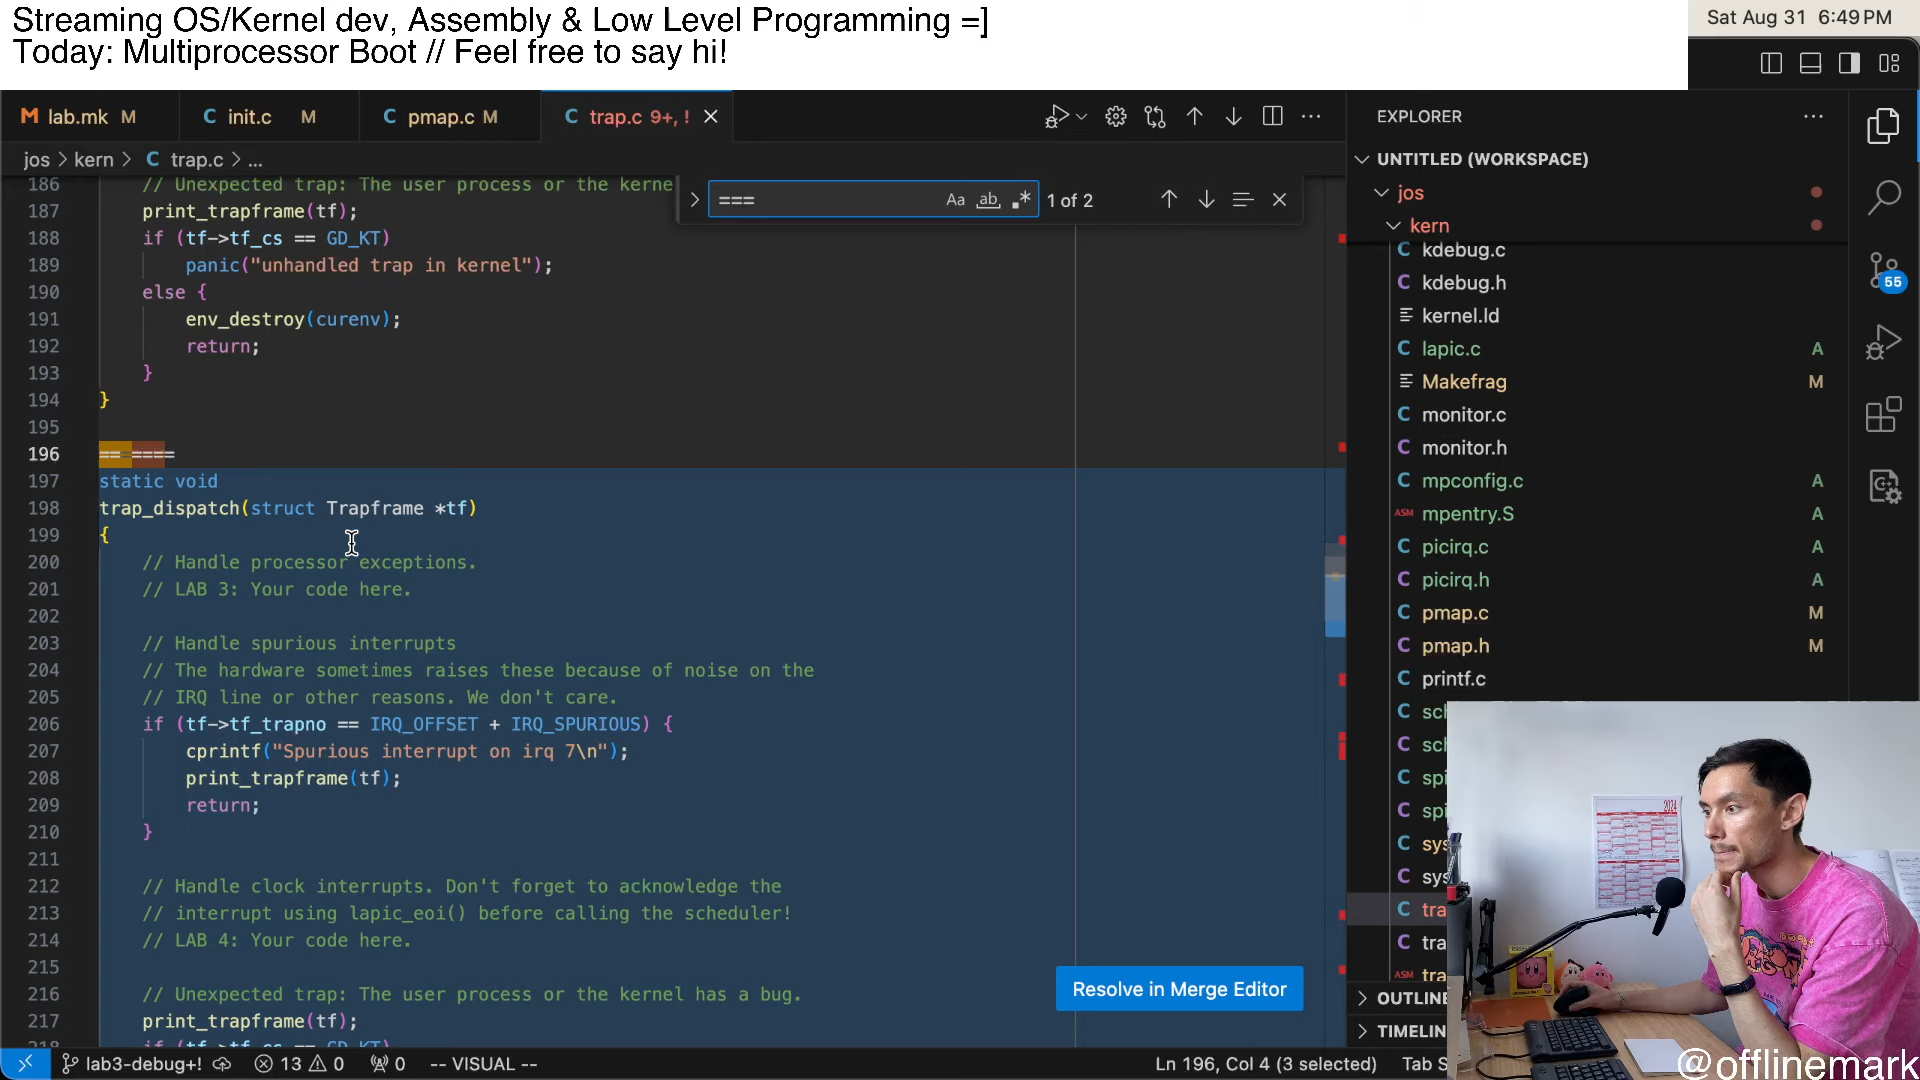 Streaming OS/Kernel dev, Assembly & Low Level Programming =]
Today: Multiprocessor Boot // Feel free to say hi!
Sat Aug 31 6:49 PM
lab.mk M
init.c M
pmap.c M
trap.c 9+, !
jos > kern > C trap.c > ...
===
Aa ab .* 1 of 2
186 // Unexpected trap: The user process or the kerne
187 print_trapframe(tf);
188 if (tf->tf_cs == GD_KT)
189 panic("unhandled trap in kernel");
190 else {
191 env_destroy(curenv);
192 return;
193 }
194 }
195
196 =======
197 static void
198 trap_dispatch(struct Trapframe *tf)
199 {
200 // Handle processor exceptions.
201 // LAB 3: Your code here.
202
203 // Handle spurious interrupts
204 // The hardware sometimes raises these because of noise on the
205 // IRQ line or other reasons. We don't care.
206 if (tf->tf_trapno == IRQ_OFFSET + IRQ_SPURIOUS) {
207 cprintf("Spurious interrupt on irq 7\n");
208 print_trapframe(tf);
209 return;
210 }
211
212 // Handle clock interrupts. Don't forget to acknowledge the
213 // interrupt using lapic_eoi() before calling the scheduler!
214 // LAB 4: Your code here.
215
216 // Unexpected trap: The user process or the kernel has a bug.
217 print_trapframe(tf);
Resolve in Merge Editor
EXPLORER
UNTITLED (WORKSPACE)
jos
kern
C kdebug.c
C kdebug.h
kernel.ld
C lapic.c A
Makefrag M
C monitor.c
C monitor.h
C mpconfig.c A
ASM mpentry.S A
C picirq.c A
C picirq.h A
C pmap.c M
C pmap.h M
C printf.c
C sch
C sch
C spi
C spi
C sys
C sys
C tra
C tra
ASM tra
OUTLINE
TIMELIN
55
2024
lab3-debug+!
13 0
0
-- VISUAL --
Ln 196, Col 4 (3 selected)
Tab S
@offlinemark